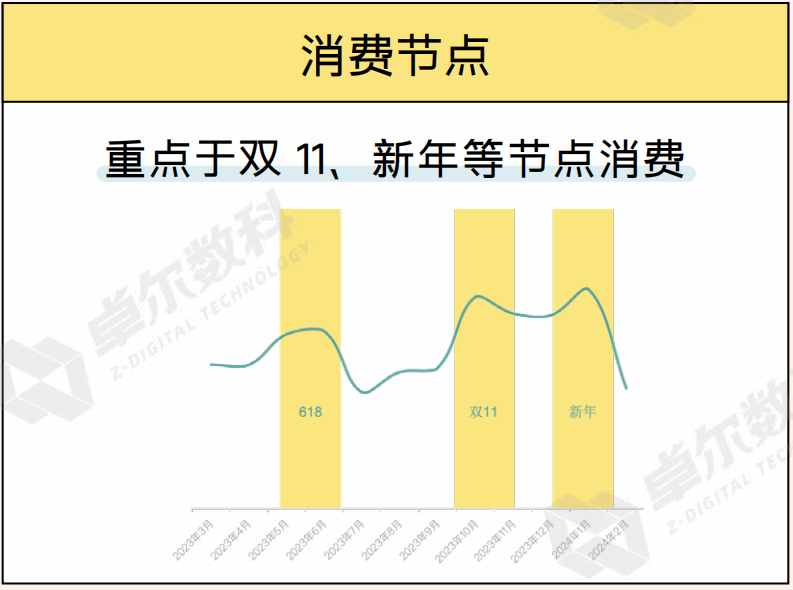 消费节点
重点于双 11、新年等节点消费
卓尔数科
Z-DIGITAL TECHNOLOGY
618
双11
新年
卓尔数
Z-DIGITAL TEC
2023年3月
2023年4月
2023年5月
2023年6月
2023年7月
2023年8月
2023年9月
2023年10月
2023年11月
2023年12月
2024年1月
2024年2月